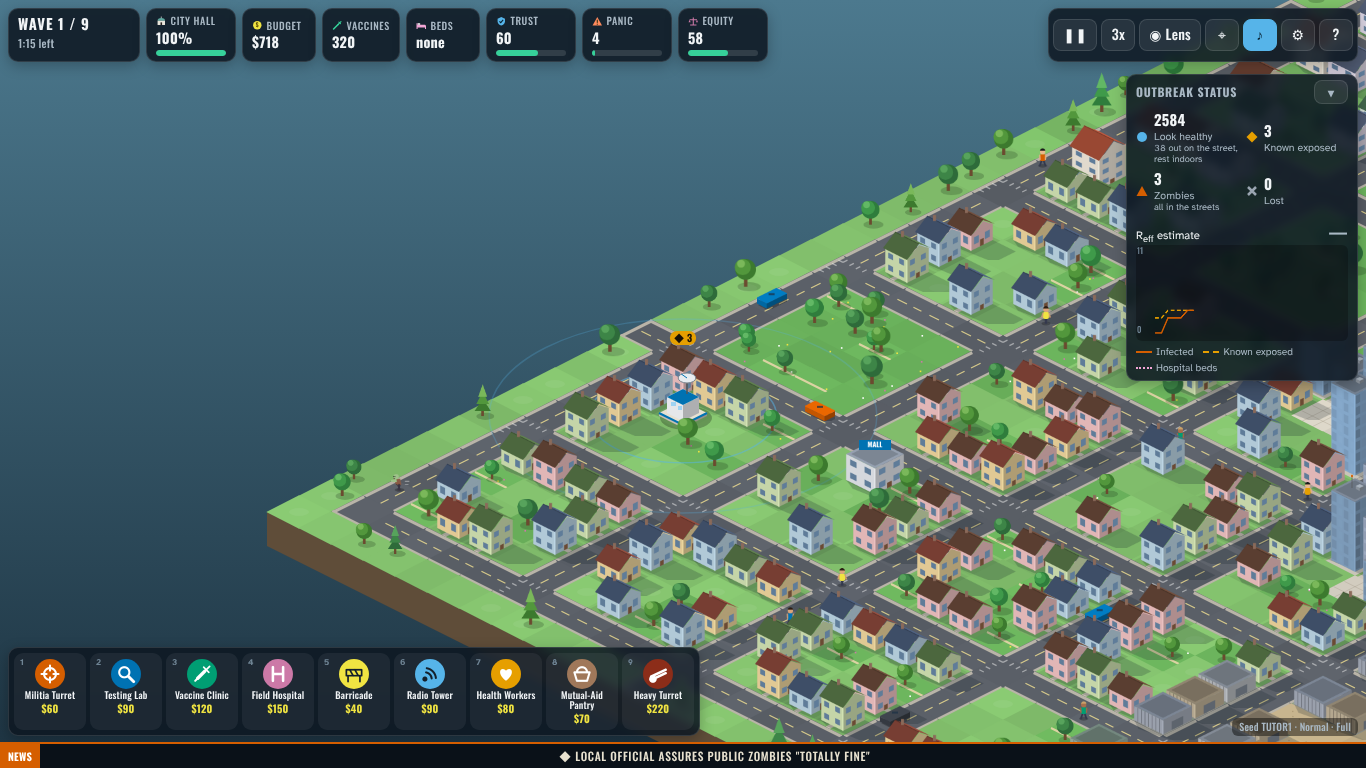 WAVE 1 / 9
1:15 left
CITY HALL
100%
BUDGET
$718
VACCINES
320
BEDS
none
TRUST
60
PANIC
4
EQUITY
58
3x
Lens
?
OUTBREAK STATUS
2584
Look healthy
38 out on the street,
rest indoors
3
Known exposed
3
Zombies
all in the streets
0
Lost
Reff estimate
11
0
Infected
Known exposed
Hospital beds
3
MALL
1
Militia Turret
$60
2
Testing Lab
$90
3
Vaccine Clinic
$120
4
H
Field Hospital
$150
5
Barricade
$40
6
Radio Tower
$90
7
Health Workers
$80
8
Mutual-Aid
Pantry
$70
9
Heavy Turret
$220
Seed TUTOR1 · Normal · Full
NEWS
LOCAL OFFICIAL ASSURES PUBLIC ZOMBIES "TOTALLY FINE"